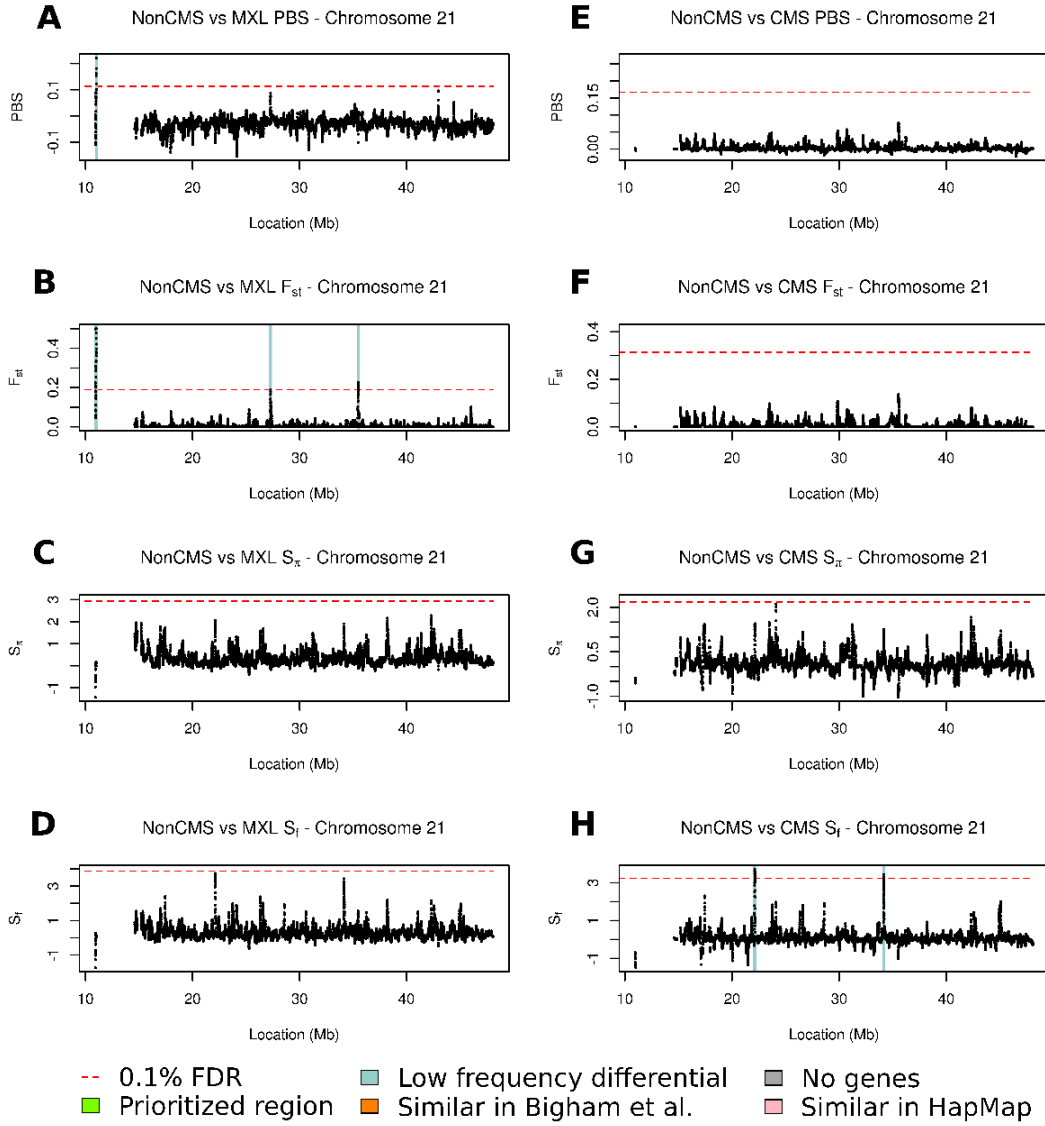 A NonCMS vs MXL PBS - Chromosome 21
PBS
0.1
-0.1
10 20 30 40
Location (Mb)
E NonCMS vs CMS PBS - Chromosome 21
PBS
0.15
0.00
10 20 30 40
Location (Mb)
B NonCMS vs MXL Fst - Chromosome 21
Fst
0.4
0.2
0.0
10 20 30 40
Location (Mb)
F NonCMS vs CMS Fst - Chromosome 21
Fst
0.4
0.2
0.0
10 20 30 40
Location (Mb)
C NonCMS vs MXL Sπ - Chromosome 21
Sπ
3
1
-1
10 20 30 40
Location (Mb)
G NonCMS vs CMS Sπ - Chromosome 21
Sπ
2.0
0.5
-1.0
10 20 30 40
Location (Mb)
D NonCMS vs MXL Sf - Chromosome 21
Sf
3
1
-1
10 20 30 40
Location (Mb)
H NonCMS vs CMS Sf - Chromosome 21
Sf
3
1
-1
10 20 30 40
Location (Mb)
0.1% FDR Low frequency differential No genes
Prioritized region Similar in Bigham et al. Similar in HapMap